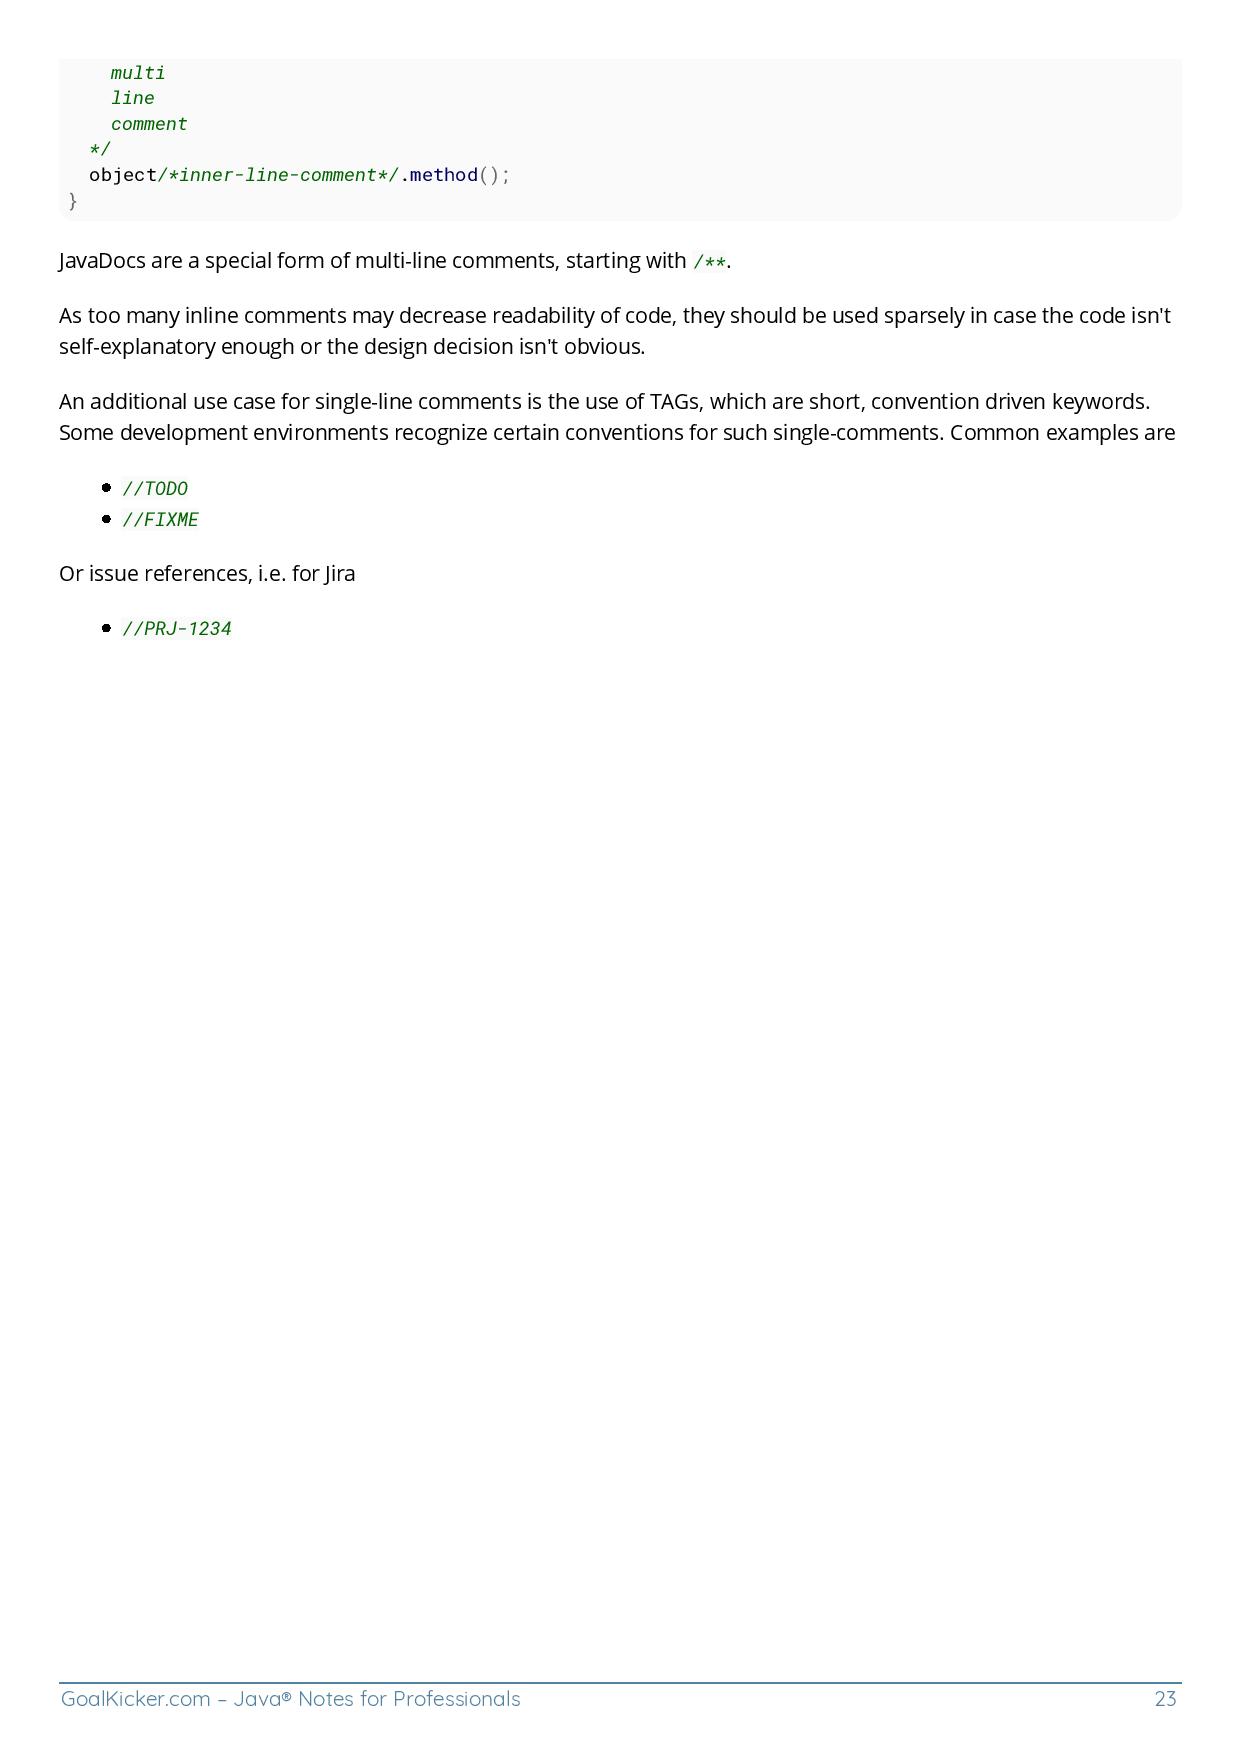 multi
line
comment
*/
object/*inner-line-comment*/.method();
}
JavaDocs are a special form of multi-line comments, starting with /**.
As too many inline comments may decrease readability of code, they should be used sparsely in case the code isn't
self-explanatory enough or the design decision isn't obvious.
An additional use case for single-line comments is the use of TAGs, which are short, convention driven keywords.
Some development environments recognize certain conventions for such single-comments. Common examples are
• //TODO
• //FIXME
Or issue references, i.e. for Jira
• //PRJ-1234
GoalKicker.com – Java® Notes for Professionals 23